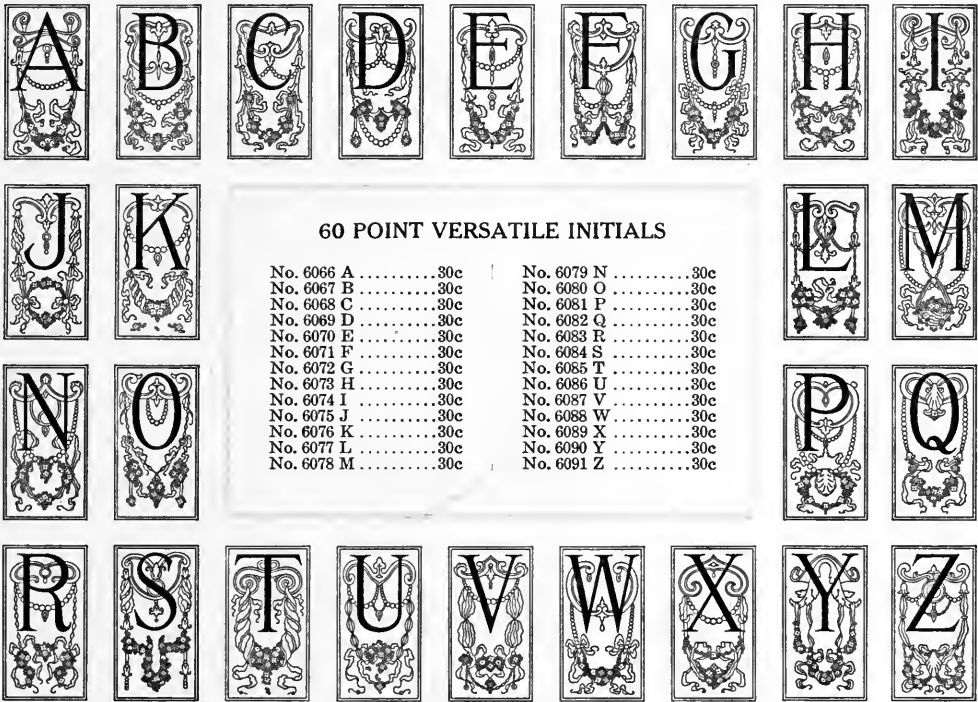 A B C D E F G H I
J K L M
60 POINT VERSATILE INITIALS
No. 6066 A ..........30c
No. 6067 B ..........30c
No. 6068 C ..........30c
No. 6069 D ..........30c
No. 6070 E ..........30c
No. 6071 F ..........30c
No. 6072 G ..........30c
No. 6073 H ..........30c
No. 6074 I ..........30c
No. 6075 J ..........30c
No. 6076 K ..........30c
No. 6077 L ..........30c
No. 6078 M ..........30c
No. 6079 N ..........30c
No. 6080 O ..........30c
No. 6081 P ..........30c
No. 6082 Q ..........30c
No. 6083 R ..........30c
No. 6084 S ..........30c
No. 6085 T ..........30c
No. 6086 U ..........30c
No. 6087 V ..........30c
No. 6088 W ..........30c
No. 6089 X ..........30c
No. 6090 Y ..........30c
No. 6091 Z ..........30c
N O P Q
R S T U V W X Y Z